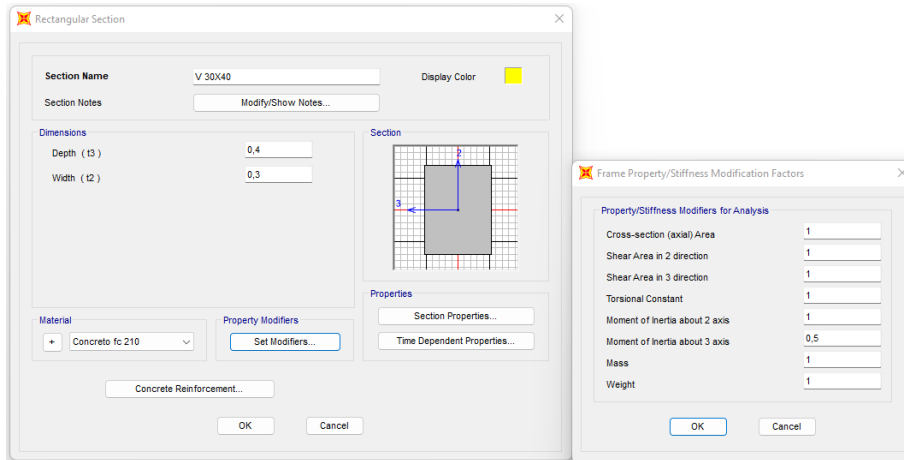 Rectangular Section
Section Name V 30X40 Display Color
Section Notes Modify/Show Notes...
Dimensions
Depth ( t3 ) 0,4
Width ( t2 ) 0,3
Section
2
3
Properties
Section Properties...
Time Dependent Properties...
Material
+ Concreto fc 210
Property Modifiers
Set Modifiers...
Concrete Reinforcement...
OK Cancel
Frame Property/Stiffness Modification Factors
Property/Stiffness Modifiers for Analysis
Cross-section (axial) Area 1
Shear Area in 2 direction 1
Shear Area in 3 direction 1
Torsional Constant 1
Moment of Inertia about 2 axis 1
Moment of Inertia about 3 axis 0,5
Mass 1
Weight 1
OK Cancel